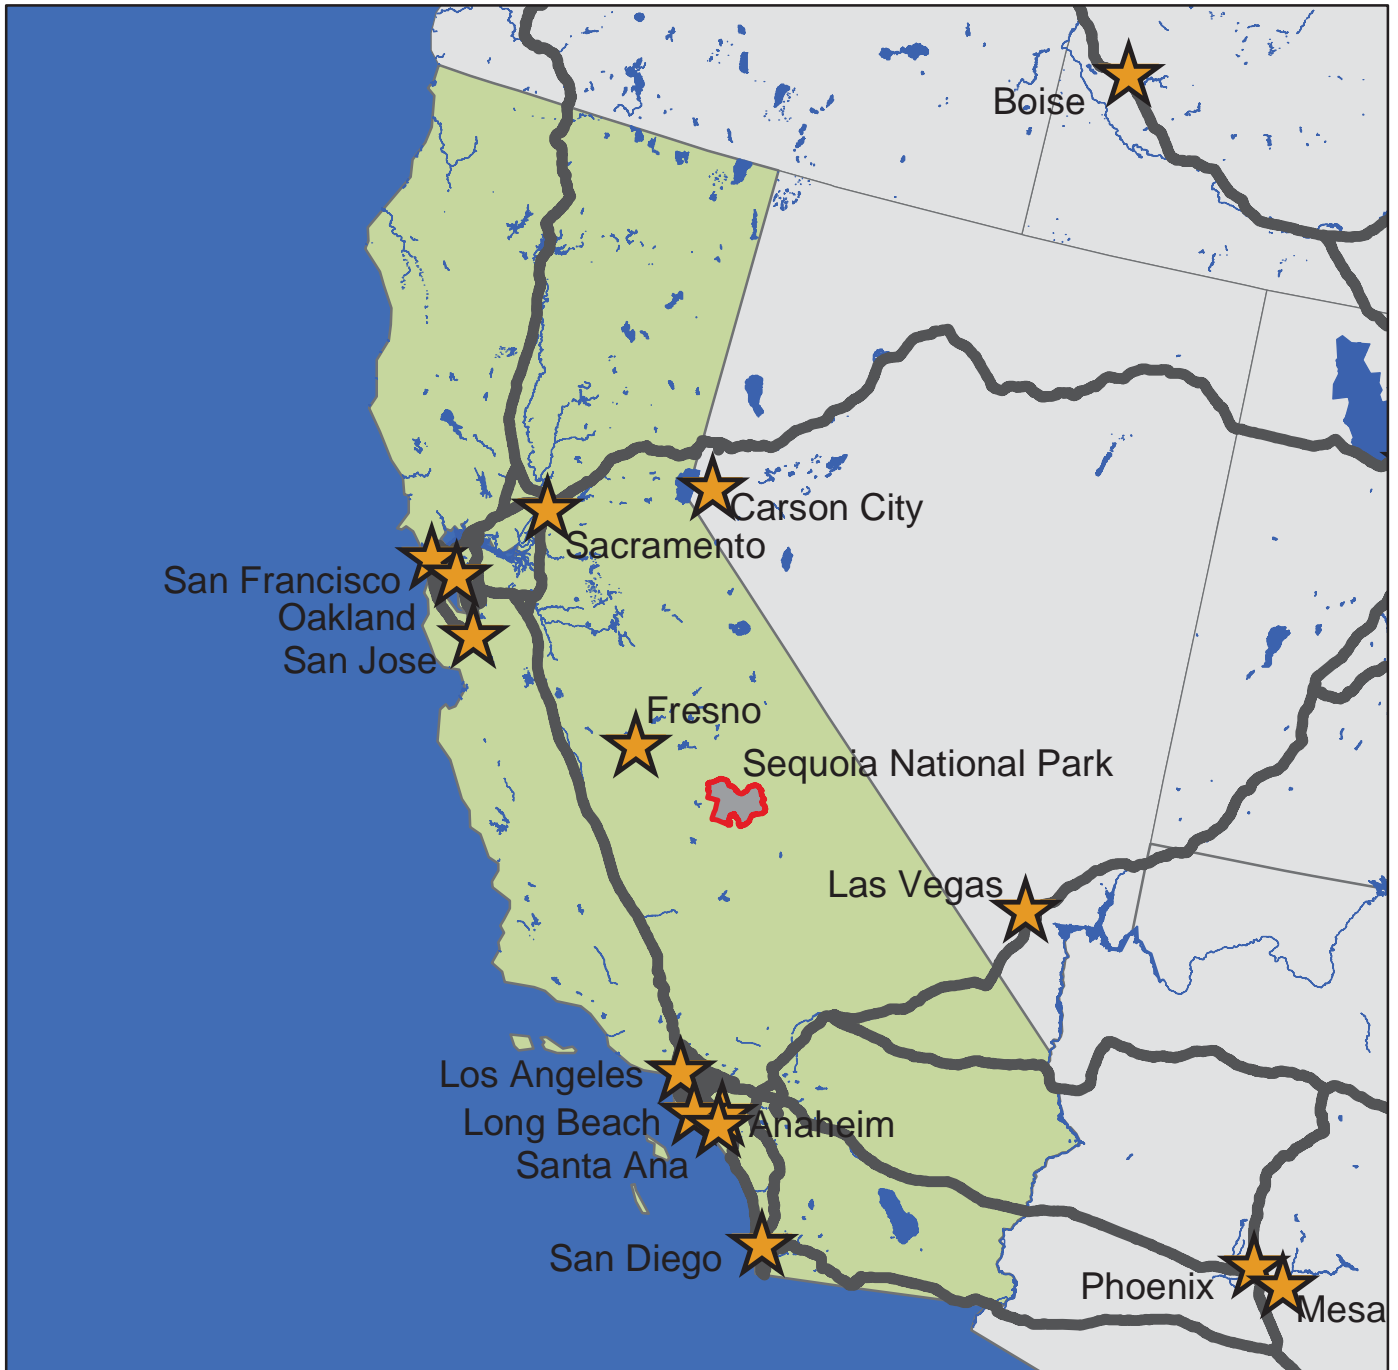 Boise
Carson City
Sacramento
San Francisco
Oakland
San Jose
Fresno
Sequoia National Park
Las Vegas
Los Angeles
Long Beach
Anaheim
Santa Ana
San Diego
Phoenix
Mesa